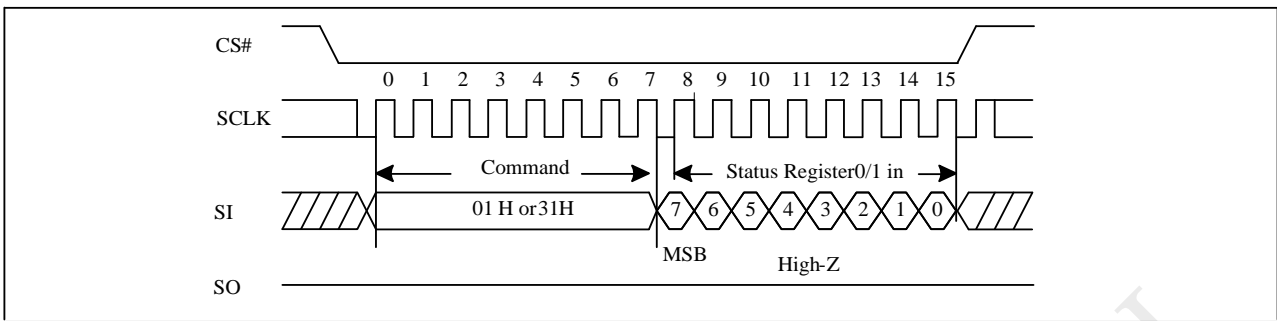 CS#
0 1 2 3 4 5 6 7 8 9 10 11 12 13 14 15
SCLK
Command Status Register0/1 in
SI 01 H or31H 7 6 5 4 3 2 1 0
MSB High-Z
SO